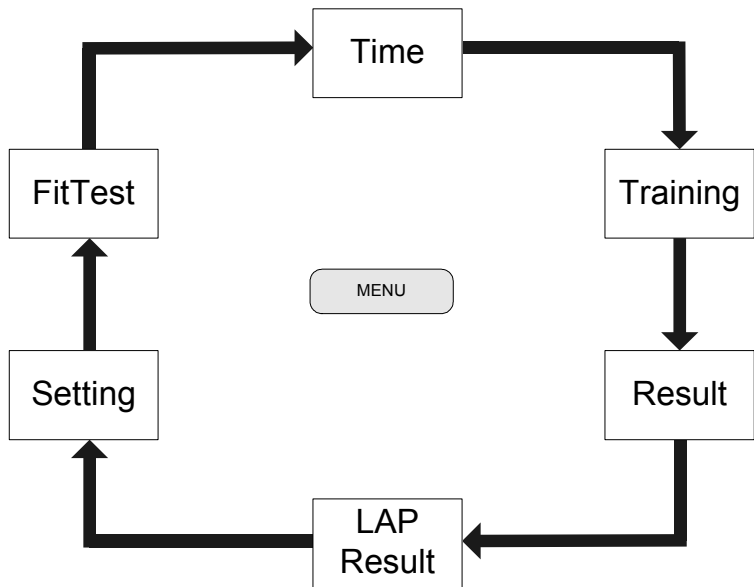 Time
FitTest
Training
MENU
Setting
Result
LAP
Result